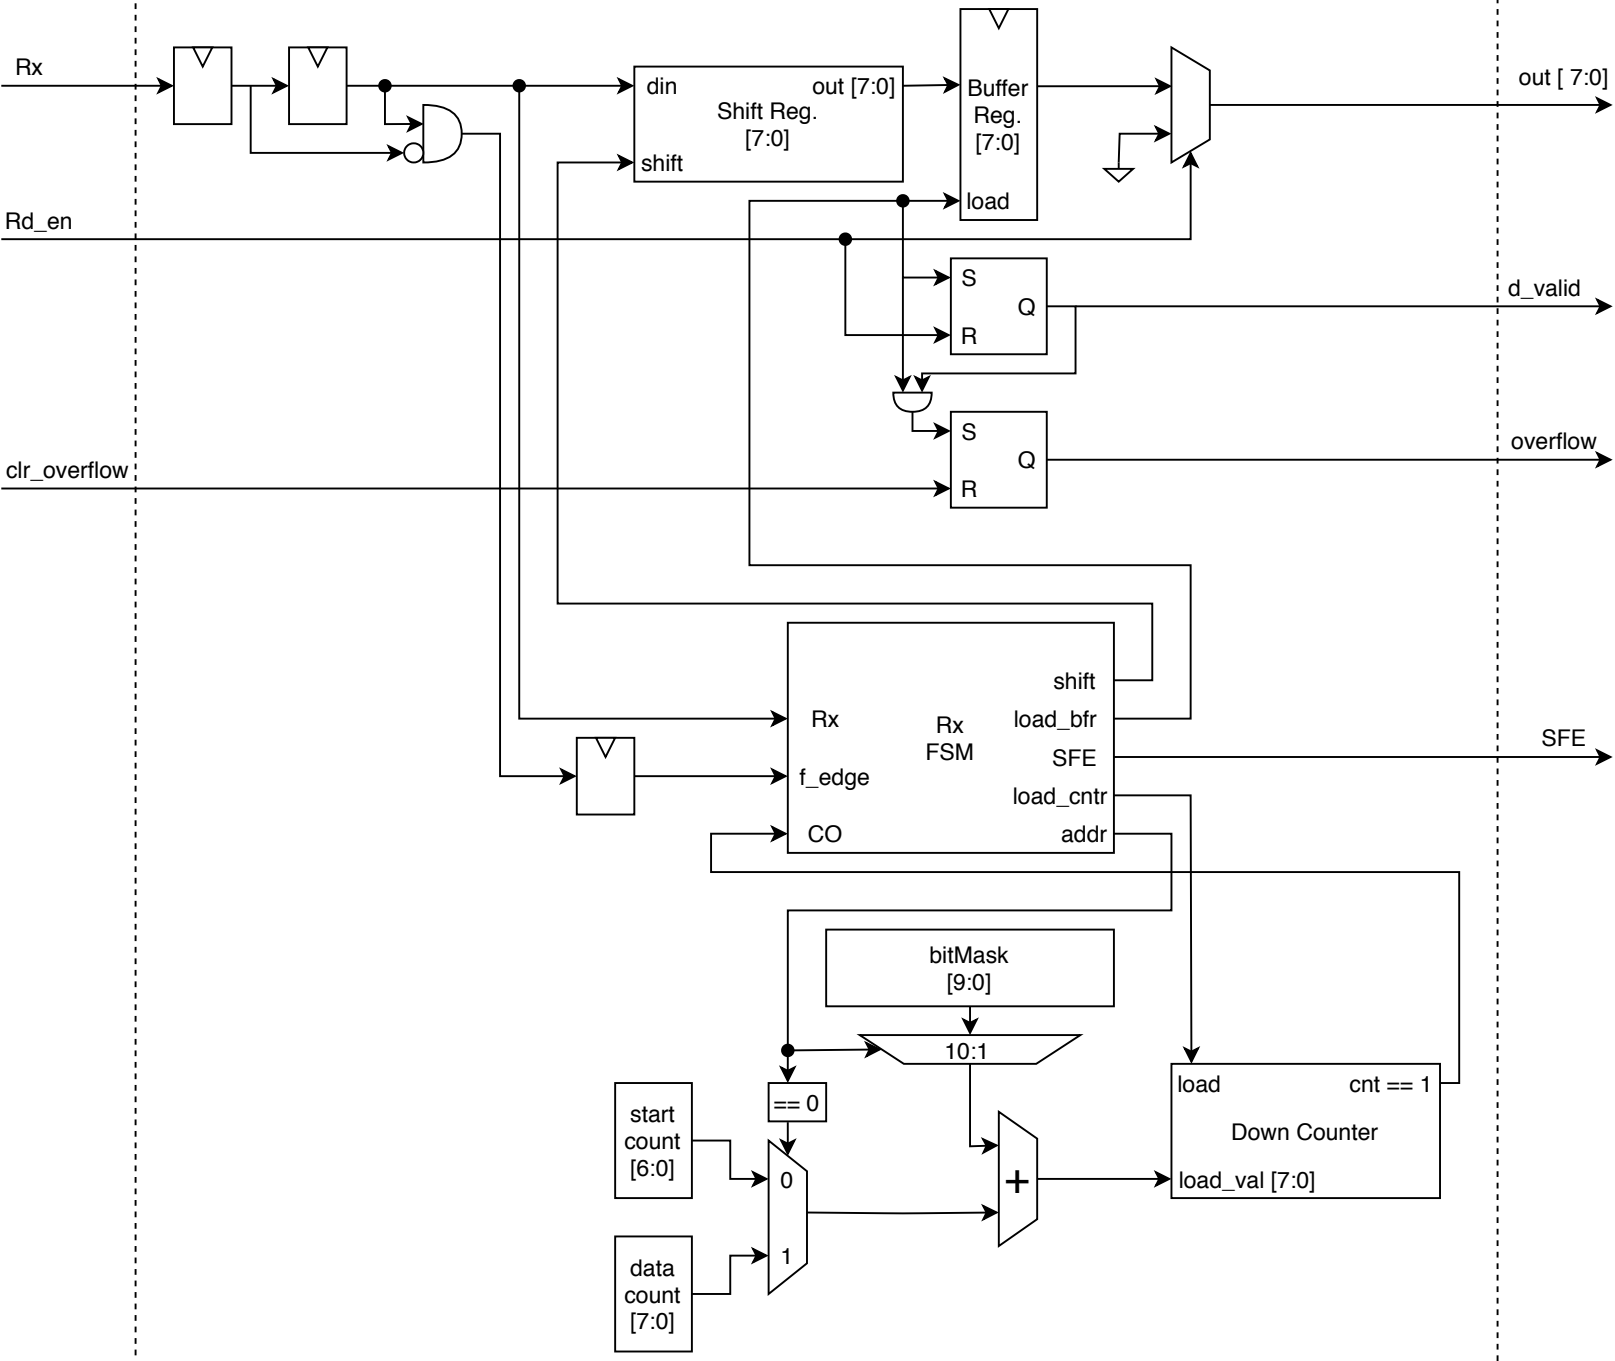 Rx
out [ 7:0]
din
out [7:0]
Shift Reg.
[7:0]
shift
Buffer
Reg.
[7:0]
load
Rd_en
S
Q
R
d_valid
S
Q
R
overflow
clr_overflow
Rx
f_edge
CO
Rx
FSM
shift
load_bfr
SFE
load_cntr
addr
SFE
bitMask
[9:0]
10:1
== 0
start
count
[6:0]
data
count
[7:0]
0
1
+
load
cnt == 1
Down Counter
load_val [7:0]